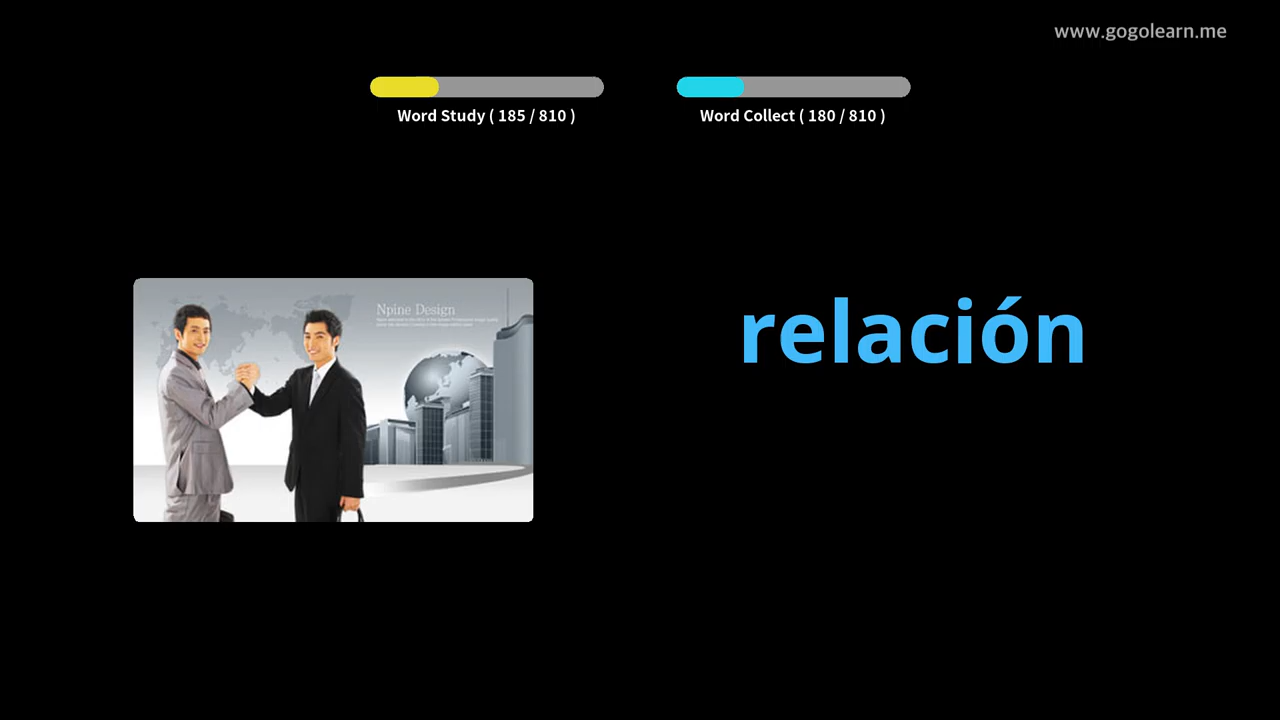 www.gogolearn.me
Word Study ( 185 / 810 )
Word Collect ( 180 / 810 )
Npine Design
relación